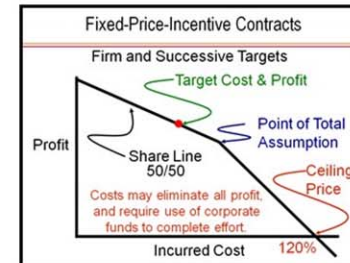 Fixed-Price-Incentive Contracts
Firm and Successive Targets
Target Cost & Profit
Point of Total
Assumption
Profit
Share Line
50/50
Ceiling
Price
Costs may eliminate all profit,
and require use of corporate
funds to complete effort.
Incurred Cost
120%